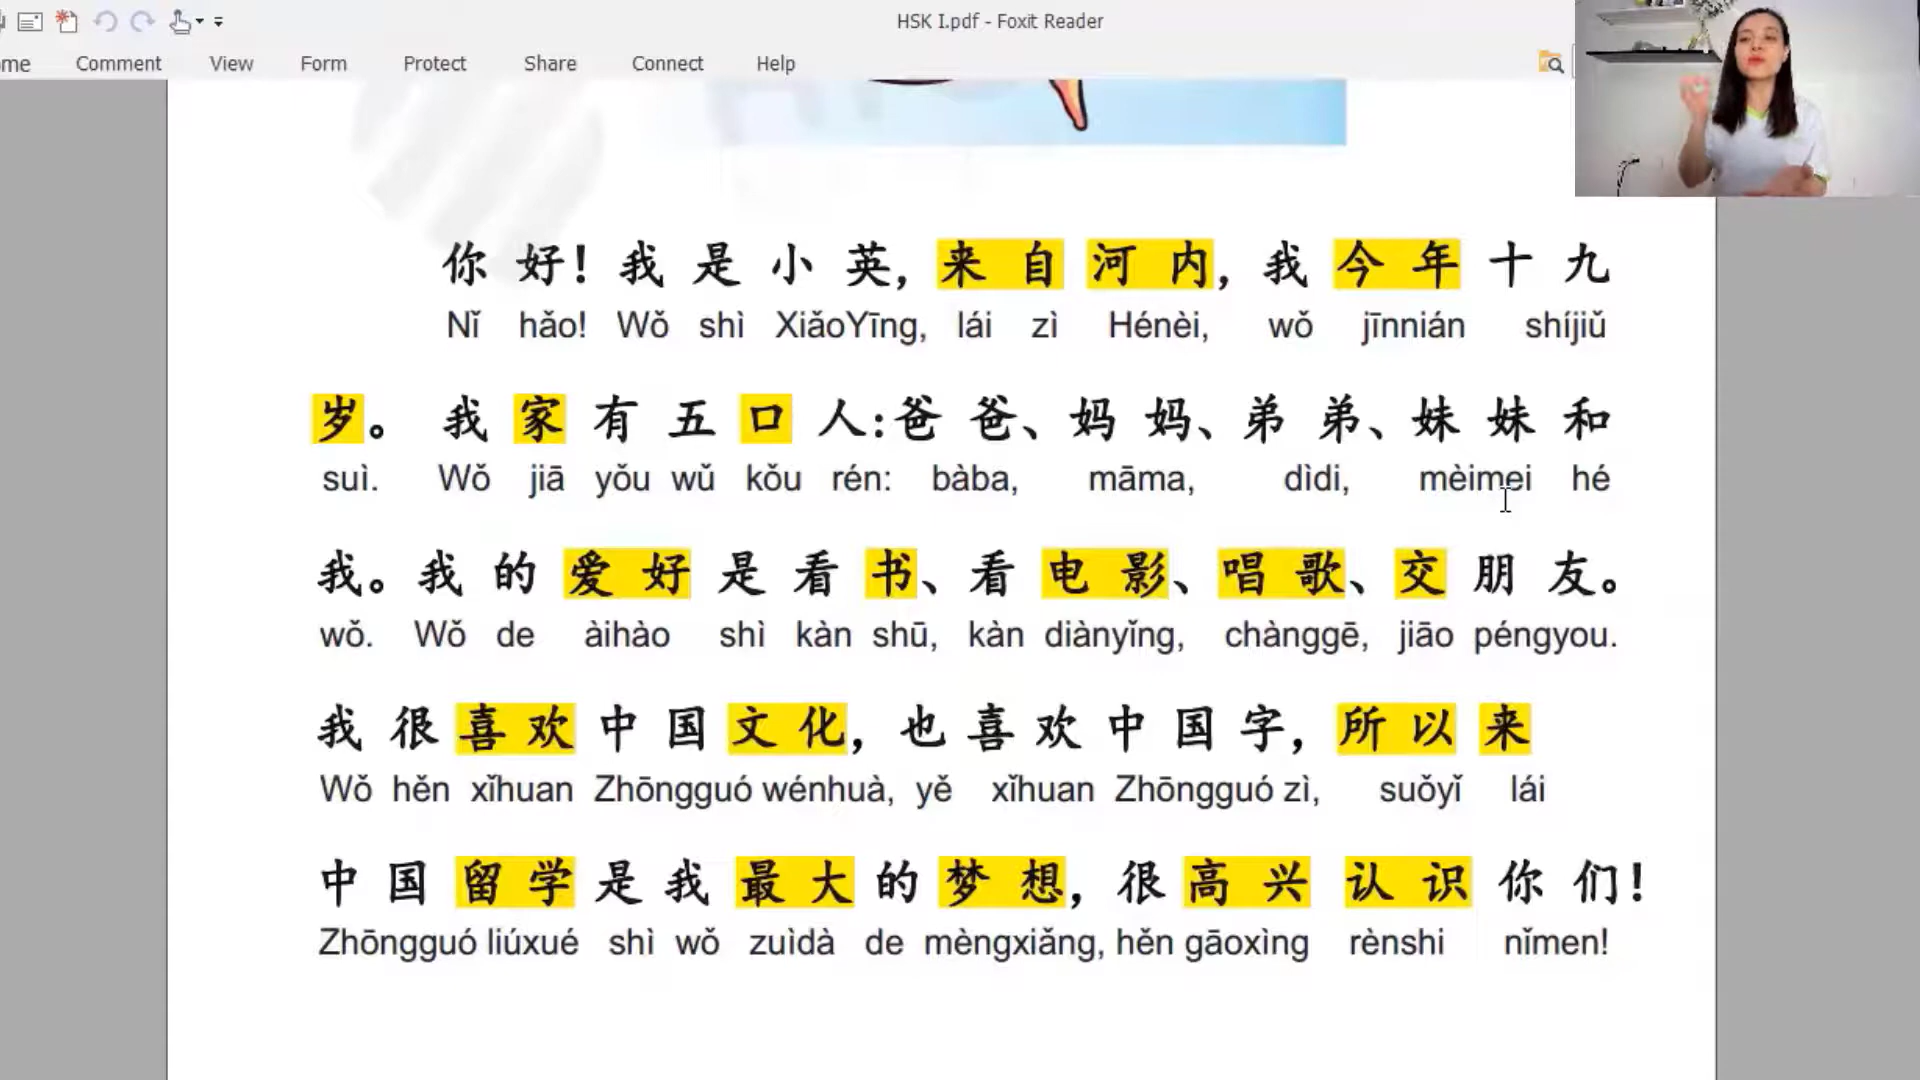 HSK I.pdf - Foxit Reader
me Comment View Form Protect Share Connect Help
你好！我是小英，来自河内，我今年十九
Nǐ hǎo! Wǒ shì XiǎoYīng, lái zì Hénèi, wǒ jīnnián shíjiǔ
岁。我家有五口人：爸爸、妈妈、弟弟、妹妹和
suì. Wǒ jiā yǒu wǔ kǒu rén: bàba, māma, dìdi, mèimei hé
我。我的爱好是看书、看电影、唱歌、交朋友。
wǒ. Wǒ de àihào shì kàn shū, kàn diànyǐng, chànggē, jiāo péngyou.
我很喜欢中国文化，也喜欢中国字，所以来
Wǒ hěn xǐhuan Zhōngguó wénhuà, yě xǐhuan Zhōngguó zì, suǒyǐ lái
中国留学是我最大的梦想，很高兴认识你们！
Zhōngguó liúxué shì wǒ zuìdà de mèngxiǎng, hěn gāoxìng rènshi nǐmen!